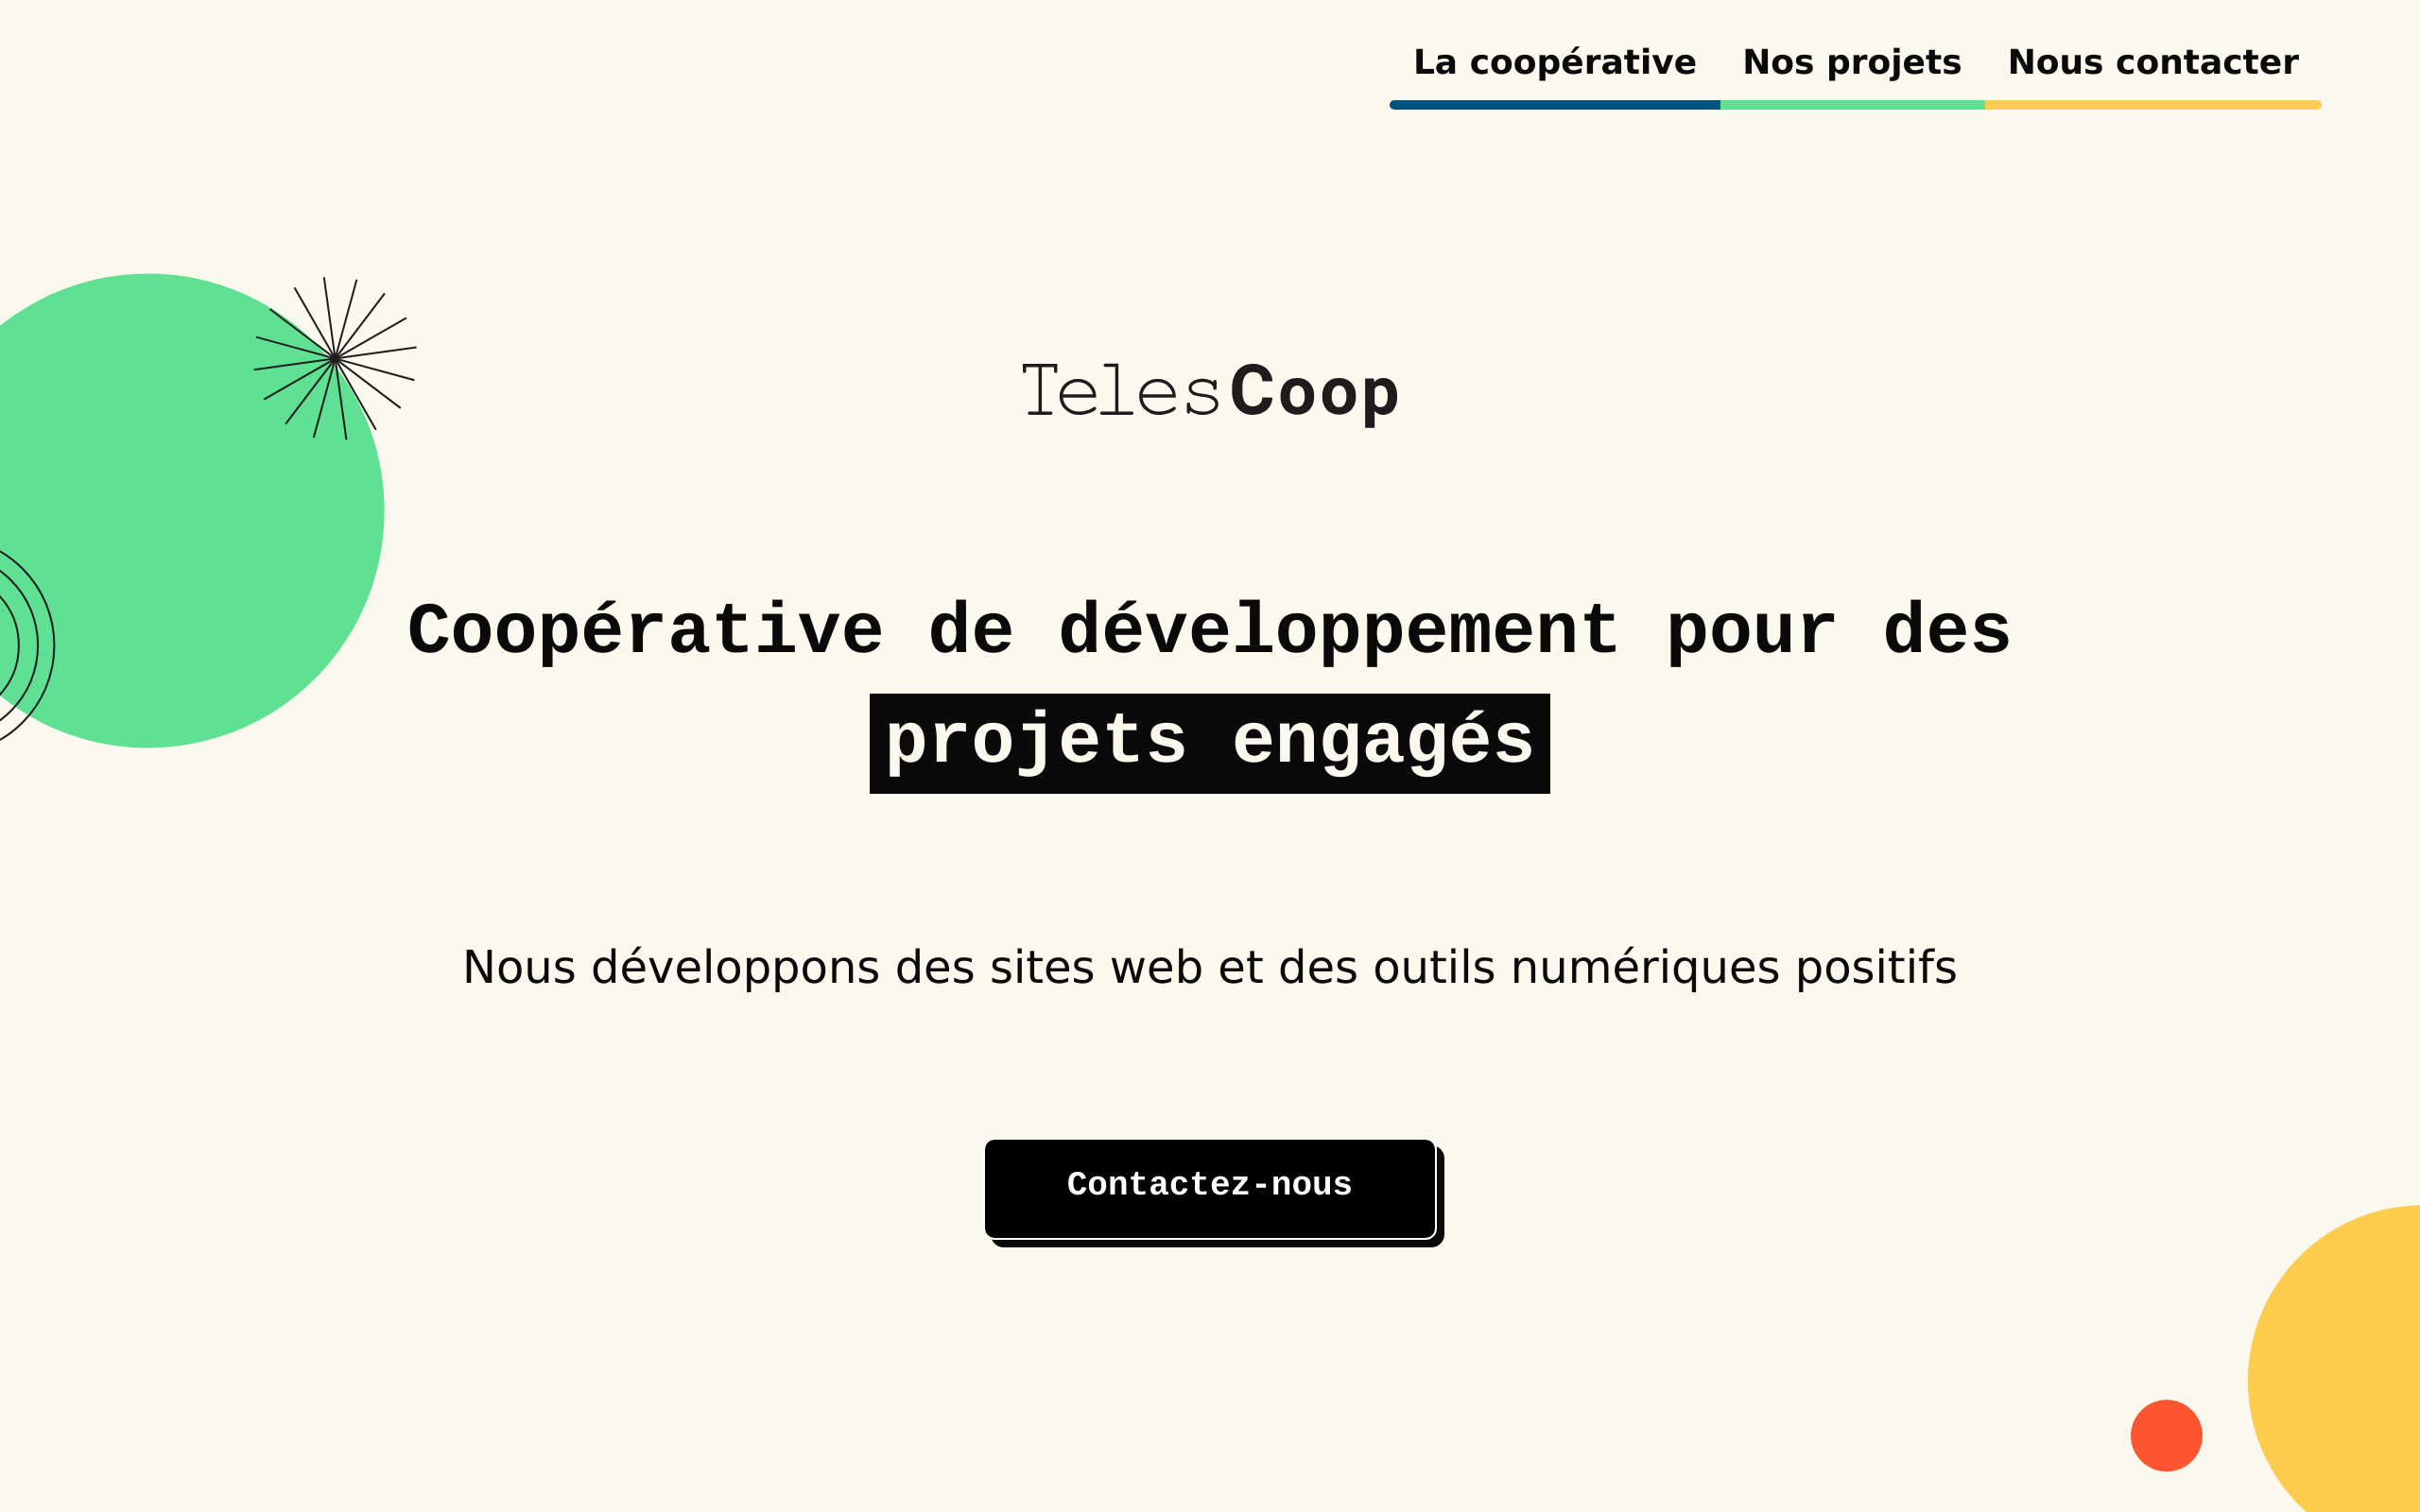 La coopérative Nos projets Nous contacter
TelesCoop
Coopérative de développement pour des
projets engagés
Nous développons des sites web et des outils numériques positifs
Contactez-nous